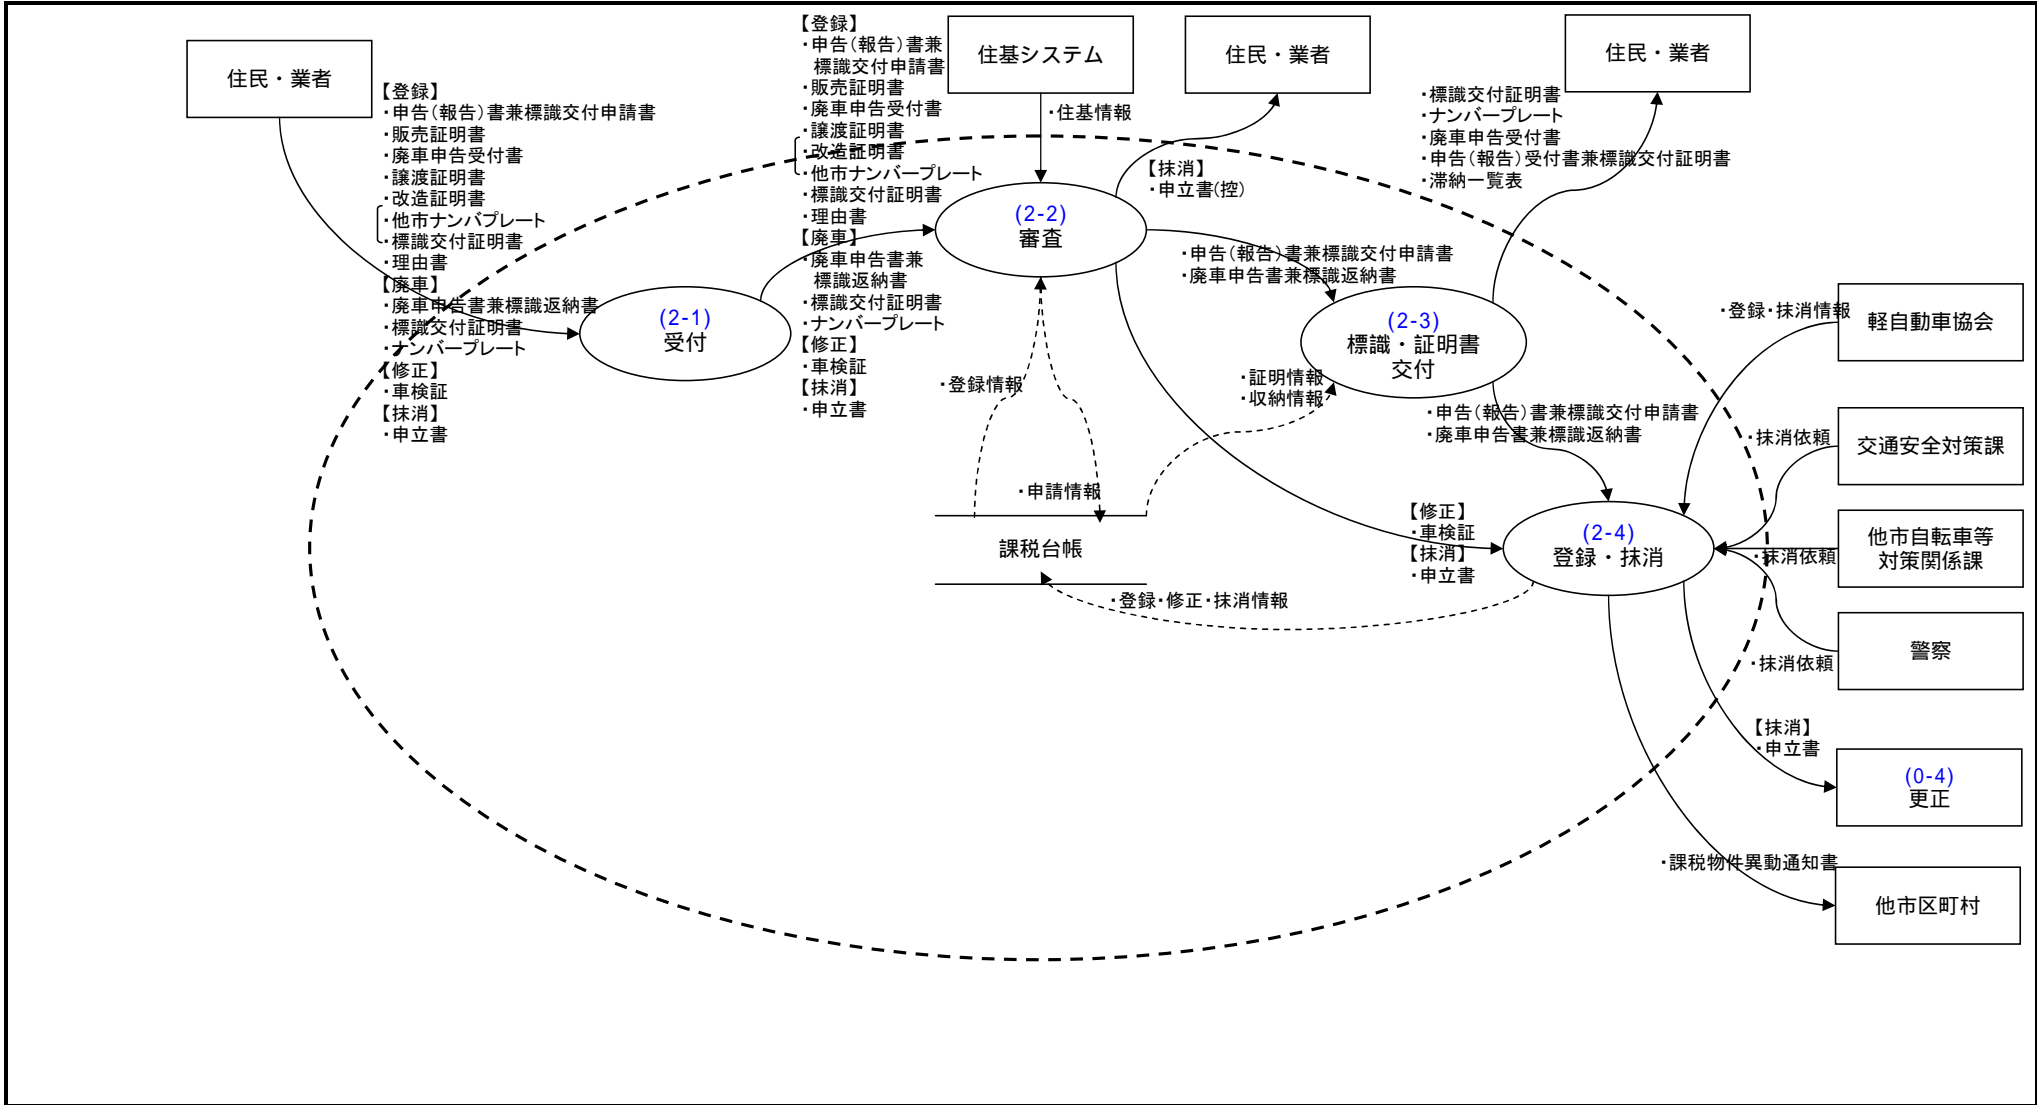 住民・業者
【登録】
・申告(報告)書兼標識交付申請書
・販売証明書
・廃車申告受付書
・譲渡証明書
・改造証明書
・他市ナンバプレート
・標識交付証明書
・理由書
【廃車】
・廃車申告書兼標識返納書
・標識交付証明書
・ナンバープレート
【修正】
・車検証
【抹消】
・申立書
(2-1)
受付
【登録】
・申告(報告)書兼
標識交付申請書
・販売証明書
・廃車申告受付書
・譲渡証明書
・改造証明書
・他市ナンバープレート
・標識交付証明書
・理由書
【廃車】
・廃車申告書兼
標識返納書
・標識交付証明書
・ナンバープレート
【修正】
・車検証
【抹消】
・申立書
住基システム
・住基情報
(2-2)
審査
住民・業者
【抹消】
・申立書(控)
・申告(報告)書兼標識交付申請書
・廃車申告書兼標識返納書
住民・業者
・標識交付証明書
・ナンバープレート
・廃車申告受付書
・申告(報告)受付書兼標識交付証明書
・滞納一覧表
(2-3)
標識・証明書
交付
・登録情報
・申請情報
・証明情報
・収納情報
課税台帳
・登録・修正・抹消情報
・申告(報告)書兼標識交付申請書
・廃車申告書兼標識返納書
【修正】
・車検証
【抹消】
・申立書
(2-4)
登録・抹消
・登録・抹消情報
軽自動車協会
・抹消依頼
交通安全対策課
・抹消依頼
他市自転車等
対策関係課
・抹消依頼
警察
【抹消】
・申立書
(0-4)
更正
・課税物件異動通知書
他市区町村